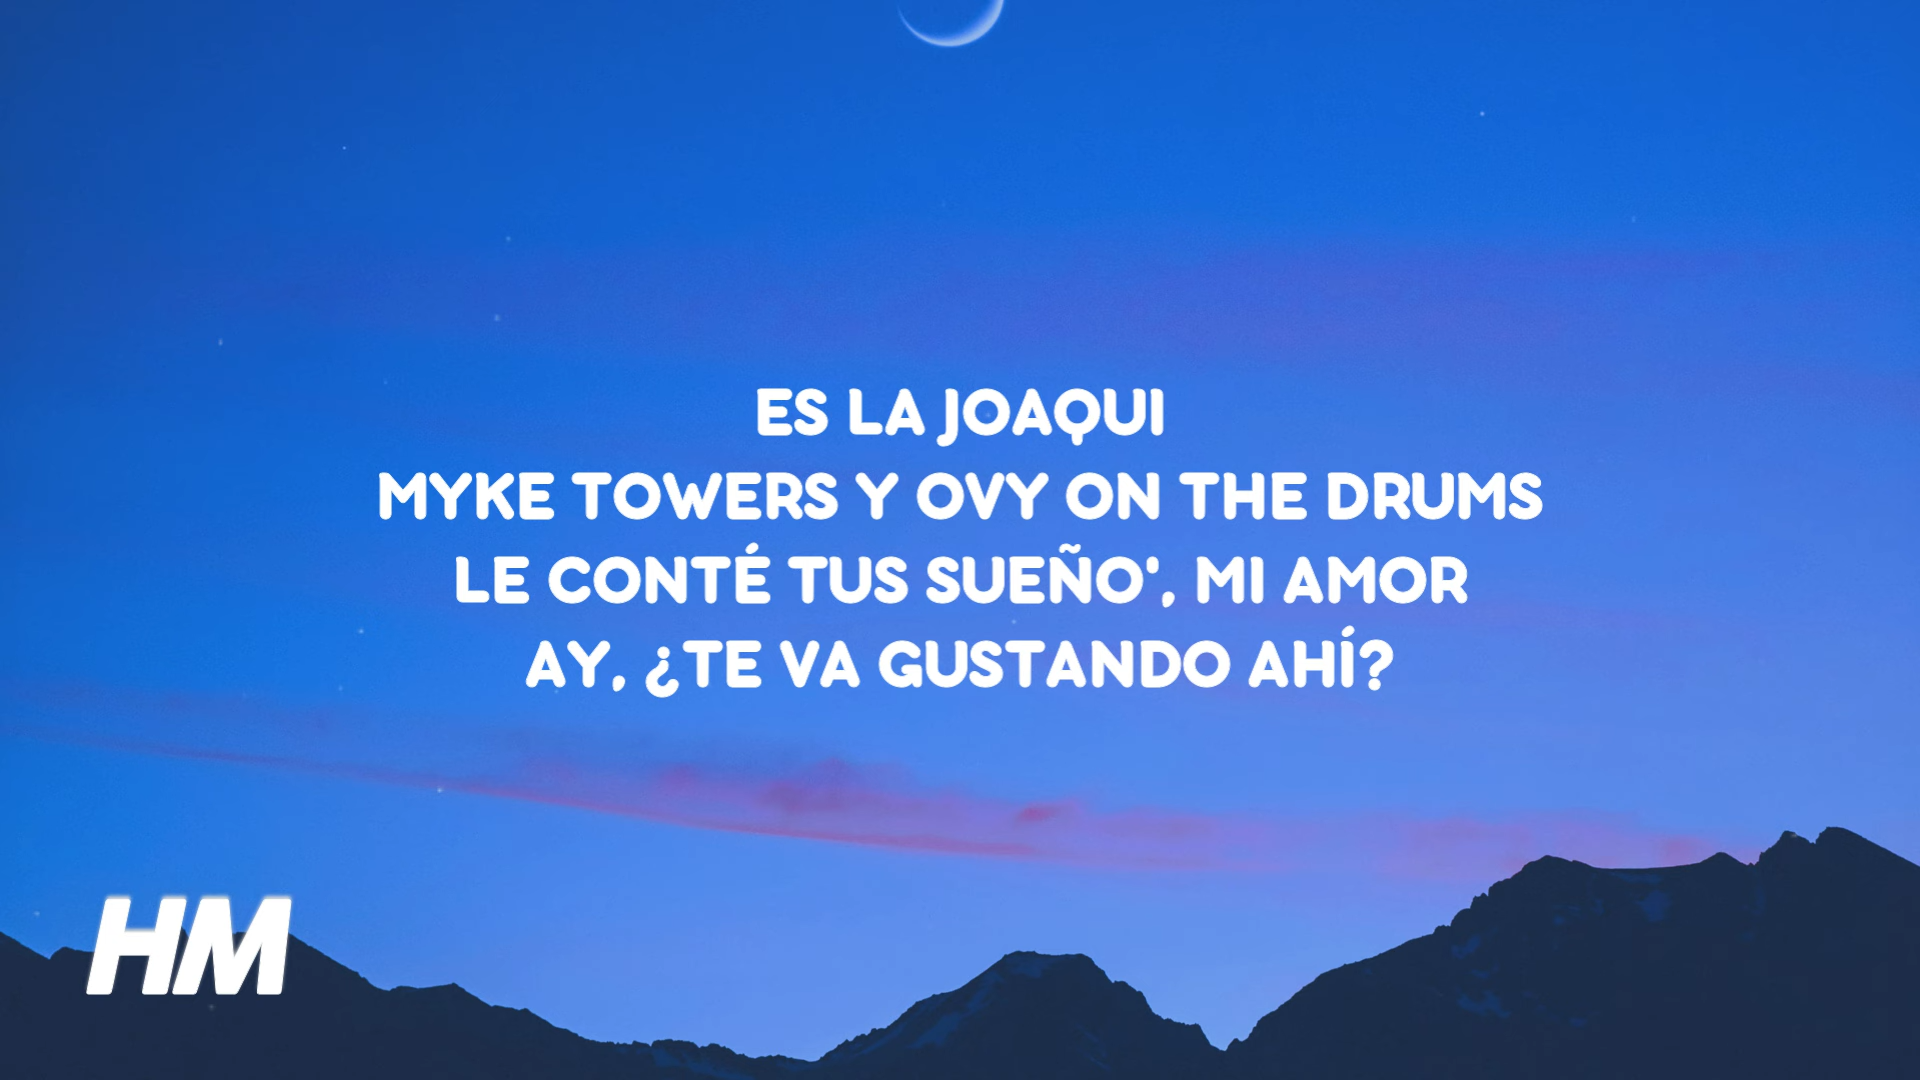 ES LA JOAQUI
MYKE TOWERS Y OVY ON THE DRUMS
LE CONTÉ TUS SUEÑO', MI AMOR
AY, ¿TE VA GUSTANDO AHÍ?
HM